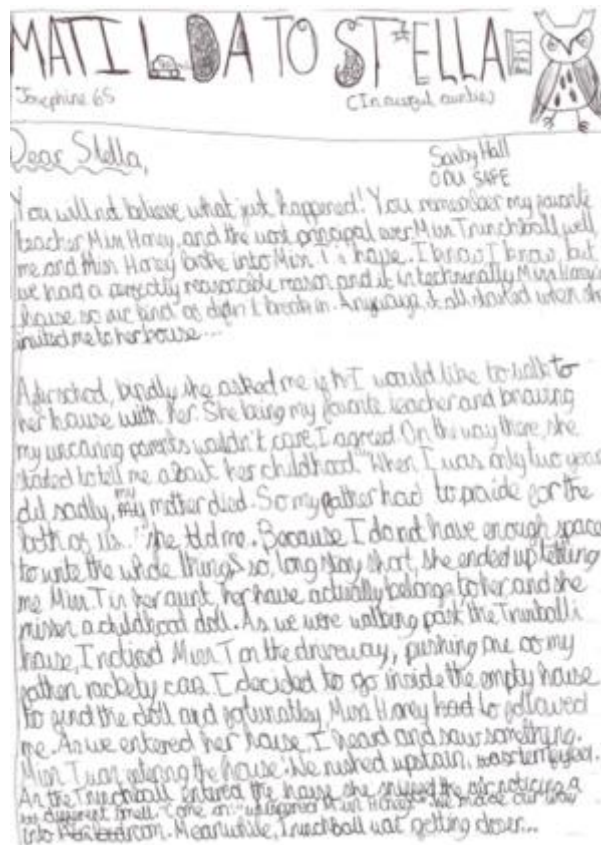 MATILDA TO STELLA
Josephine 6S
(In awful auntie)
Dear Stella,
Saxby Hall
ODU SAFE
You will not believe what just happened! You remember my favourite
teacher Miss Honey, and the worst principal ever Miss Trunchball well
me and Miss Honey broke into Miss T's house. I know I know, but
we had a perfectly reasonable reason and it is technically Miss Honey's
house so we kind of didn't break in. Anyways, it all started when she
invited me to her house...
After school, kindly she asked me if I would like to walk to
her house with her. She being my favorite teacher and knowing
my uncaring parents wouldn't care, I agreed. On the way there, she
started to tell me about her childhood. "When I was only two years
old sadly, my mother died. So my father had to provide for the
both of us." she told me. Because I do not have enough space
to write the whole things so, long story short, she ended up telling
me Miss T is her aunt, her house actually belongs to her and she
misses a childhood doll. As we were walking past the Trunball's
house, I noticed Miss T on the driveway, pushing one of my
father rockety cars. I decided to go inside the empty house
to find the doll and fortunatley, Miss Honey had to followed
me. As we entered her house, I heard and saw something.
Miss T was entering the house. We rushed upstairs,
As the Trunchball entered the house she sniffed the air noticing a
different smell. "Come on." whispered Miss Honey. We made our way
into bedroom. Meanwhile, Trunchball was getting closer...